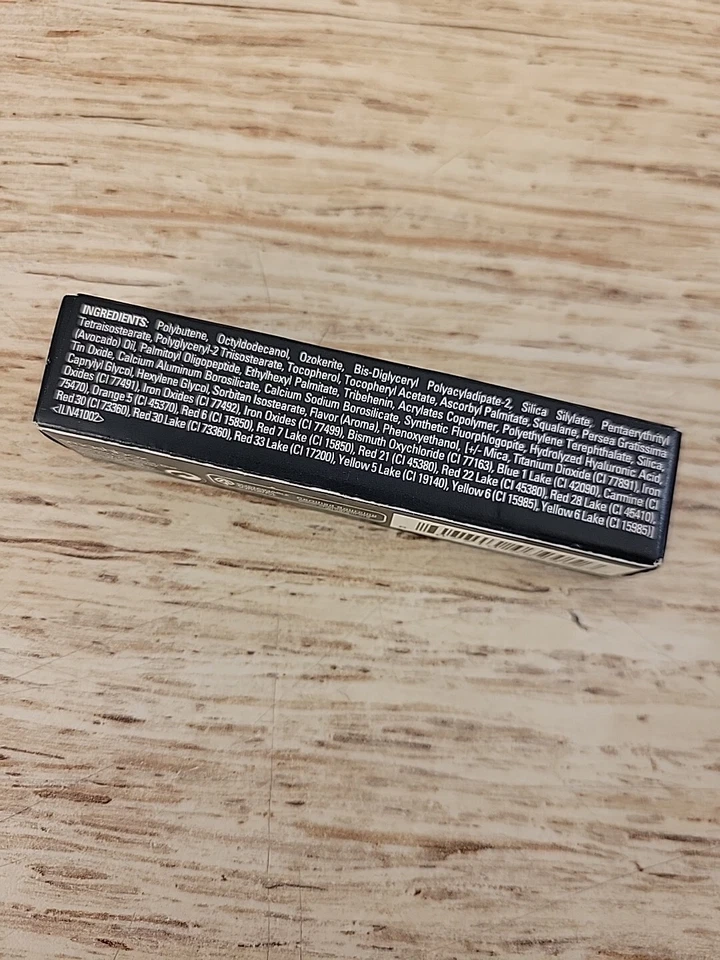 INGREDIENTS: Polybutene, Octyldodecanol, Ozokerite, Bis-Diglyceryl Polyacyladipate-2, Silica Silylate, Pentaerythrityl
Tetraisostearate, Polyglyceryl-2 Triisostearate, Tocopherol, Tocopheryl Acetate, Ascorbyl Palmitate, Squalane, Persea Gratissima
(Avocado) Oil, Palmitoyl Oligopeptide, Ethylhexyl Palmitate, Tribehenin, Acrylates Copolymer, Polyethylene Terephthalate, Silica,
Tin Oxide, Calcium Aluminum Borosilicate, Calcium Sodium Borosilicate, Synthetic Fluorphlogopite, Hydrolyzed Hyaluronic Acid,
Caprylyl Glycol, Hexylene Glycol, Sorbitan Isostearate, Flavor (Aroma), Phenoxyethanol, [+/- Mica, Titanium Dioxide (CI 77891), Iron
Oxides (CI 77491), Iron Oxides (CI 77492), Iron Oxides (CI 77499), Bismuth Oxychloride (CI 77163), Blue 1 Lake (CI 42090), Carmine (CI
75470), Orange 5 (CI 45370), Red 6 (CI 15850), Red 7 Lake (CI 15850), Red 21 (CI 45380), Red 22 Lake (CI 45380), Red 28 Lake (CI 45410),
Red 30 (CI 73360), Red 30 Lake (CI 73360), Red 33 Lake (CI 17200), Yellow 5 Lake (CI 19140), Yellow 6 (CI 15985), Yellow 6 Lake (CI 15985)]
<ILN41002>